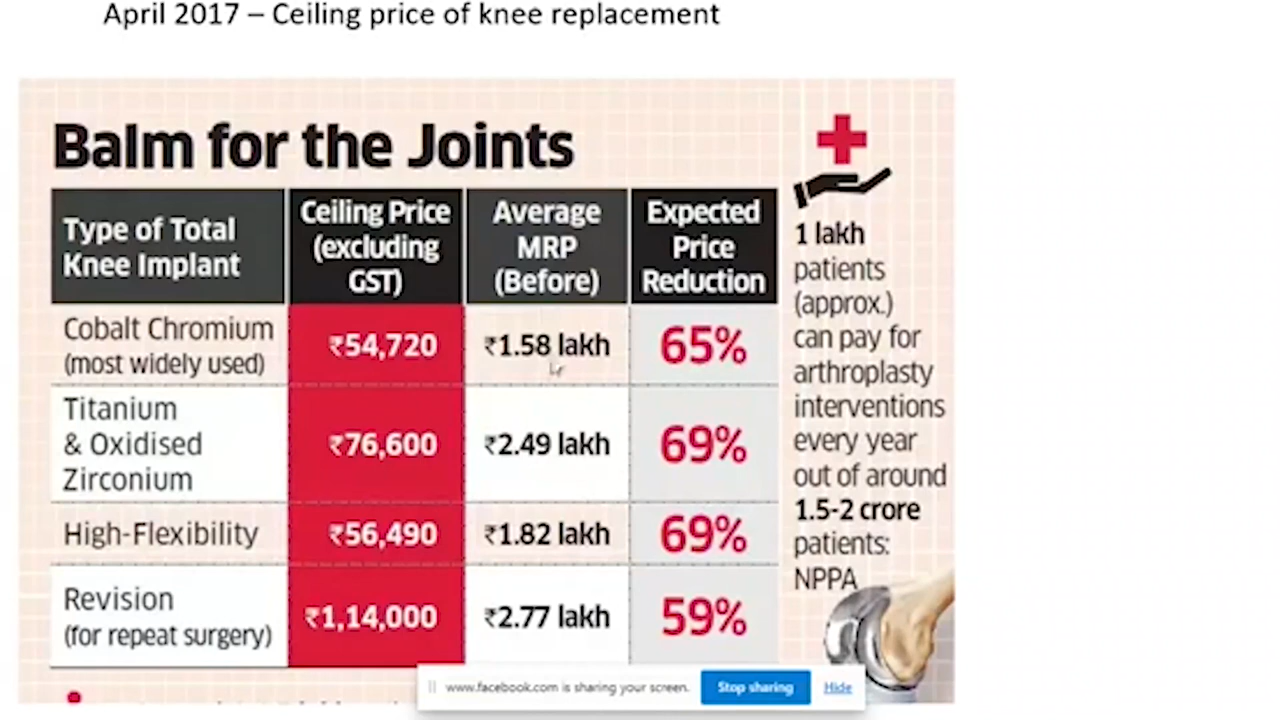 April 2017 – Ceiling price of knee replacement
Balm for the Joints
Type of Total
Knee Implant
Ceiling Price
(excluding
GST)
Average
MRP
(Before)
Expected
Price
Reduction
Cobalt Chromium
(most widely used)
₹54,720
₹1.58 lakh
65%
Titanium
& Oxidised
Zirconium
₹76,600
₹2.49 lakh
69%
High-Flexibility
₹56,490
₹1.82 lakh
69%
Revision
(for repeat surgery)
₹1,14,000
₹2.77 lakh
59%
1 lakh
patients
(approx.)
can pay for
arthroplasty
interventions
every year
out of around
1.5-2 crore
patients:
NPPA
www.facebook.com is sharing your screen.
Stop sharing
Hide